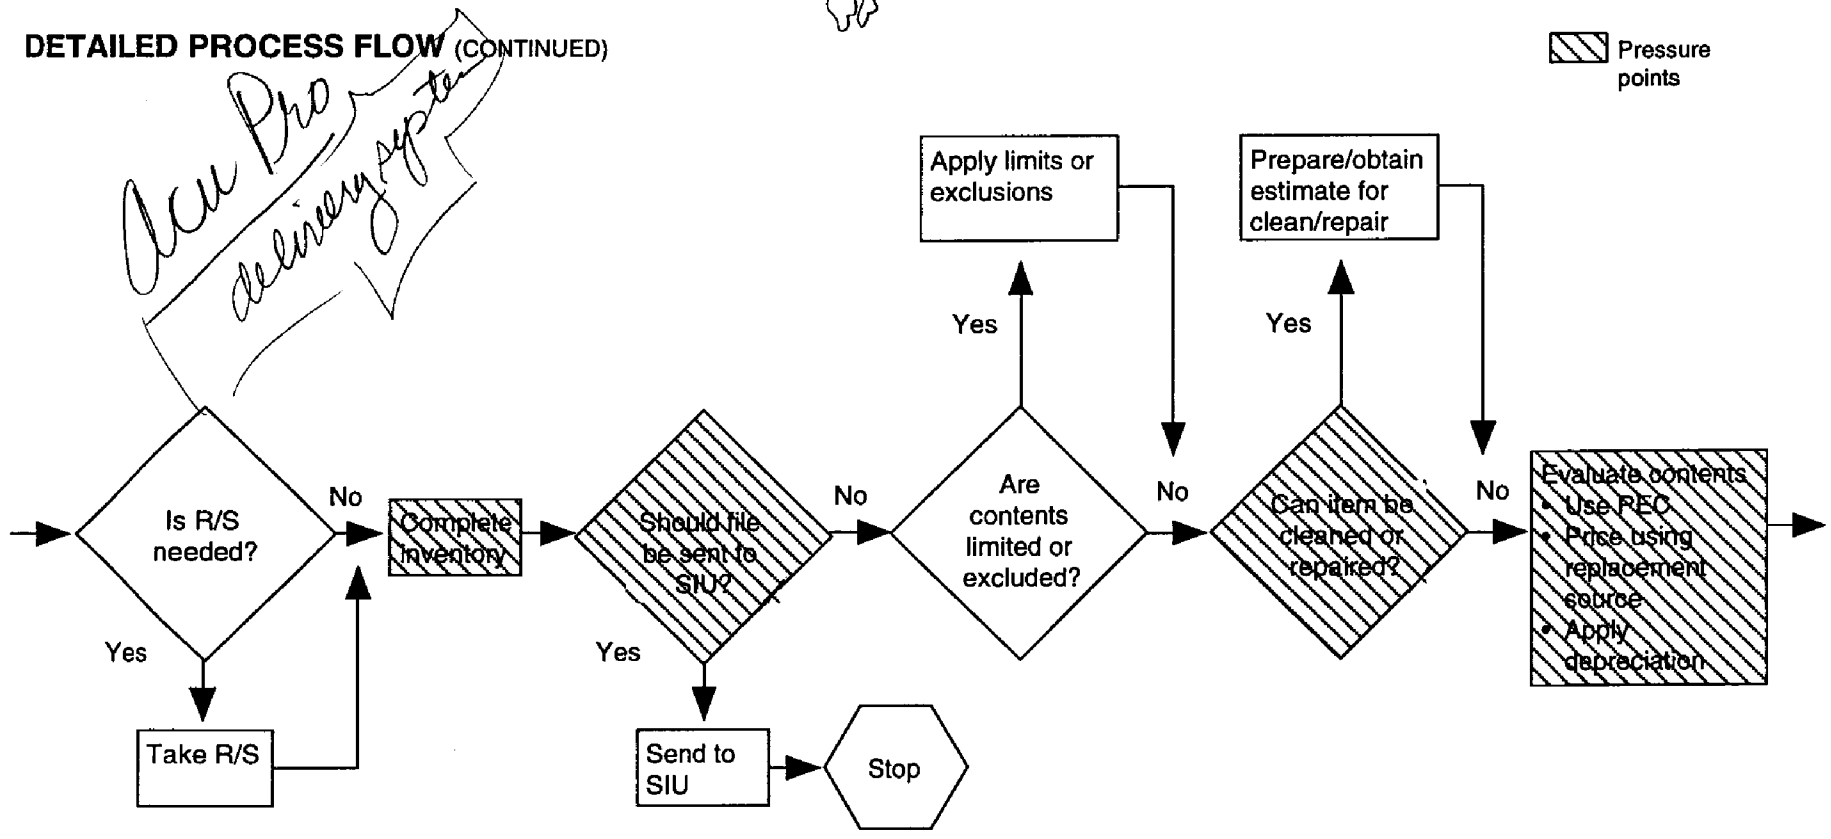 DETAILED PROCESS FLOW (CONTINUED)
Pressure
points
Acu Pro
delivery system
Apply limits or
exclusions
Prepare/obtain
estimate for
clean/repair
Yes
Yes
Is R/S
needed?
No
Complete
inventory
Should file
be sent to
SIU?
No
Are
contents
limited or
excluded?
No
Can item be
cleaned or
repaired?
No
Evaluate contents
• Use PEC
• Price using
replacement
source
• Apply
depreciation
Yes
Take R/S
Yes
Send to
SIU
Stop